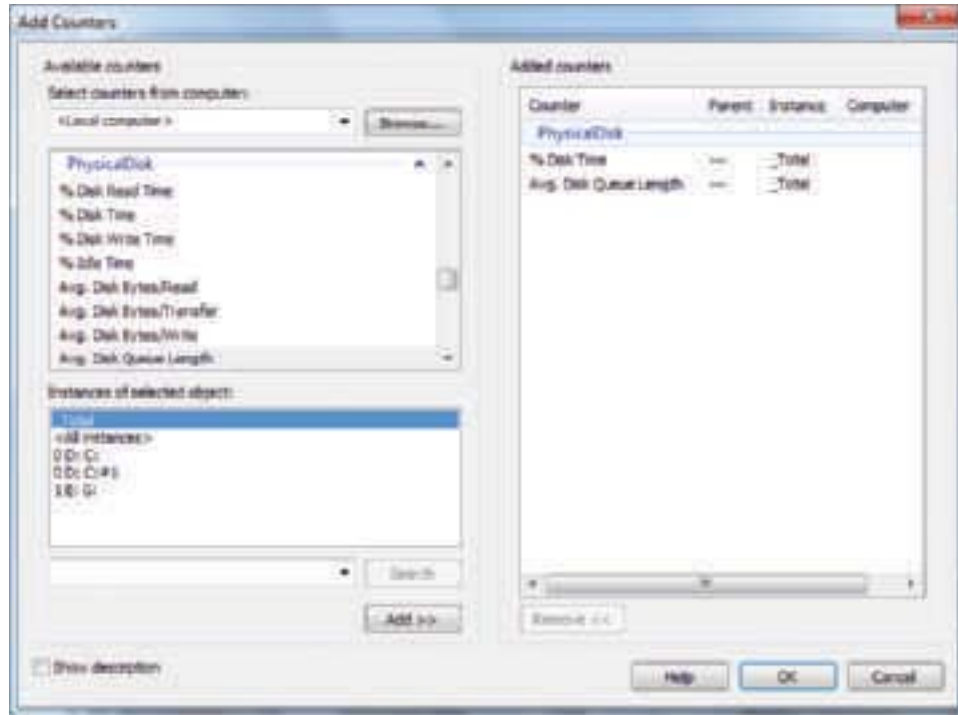 Add Counters
Available counters
Select counters from computer:
<Local computer >
Browse...
PhysicalDisk
% Disk Read Time
% Disk Time
% Disk Write Time
% Idle Time
Avg. Disk Bytes/Read
Avg. Disk Bytes/Transfer
Avg. Disk Bytes/Write
Avg. Disk Queue Length
Instances of selected object:
_Total
<All instances>
0 D: C:
0 D: C:#1
Search
Add >>
Show description
Added counters
Counter Parent Instance Computer
PhysicalDisk
% Disk Time --- _Total
Avg. Disk Queue Length --- _Total
Remove <<
Help
OK
Cancel